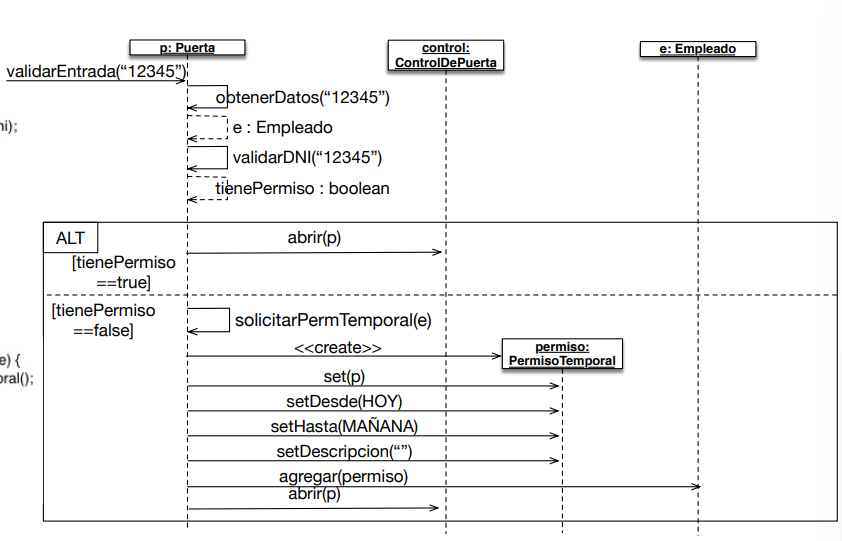 p: Puerta
control:
ControlDePuerta
e: Empleado
validarEntrada(“12345”)
obtenerDatos(“12345”)
ni);
e : Empleado
validarDNI(“12345”)
tienePermiso : boolean
ALT
abrir(p)
[tienePermiso
==true]
[tienePermiso
==false]
solicitarPermTemporal(e)
<<create>>
permiso:
PermisoTemporal
e) {
oral();
set(p)
setDesde(HOY)
setHasta(MAÑANA)
setDescripcion(“”)
agregar(permiso)
abrir(p)